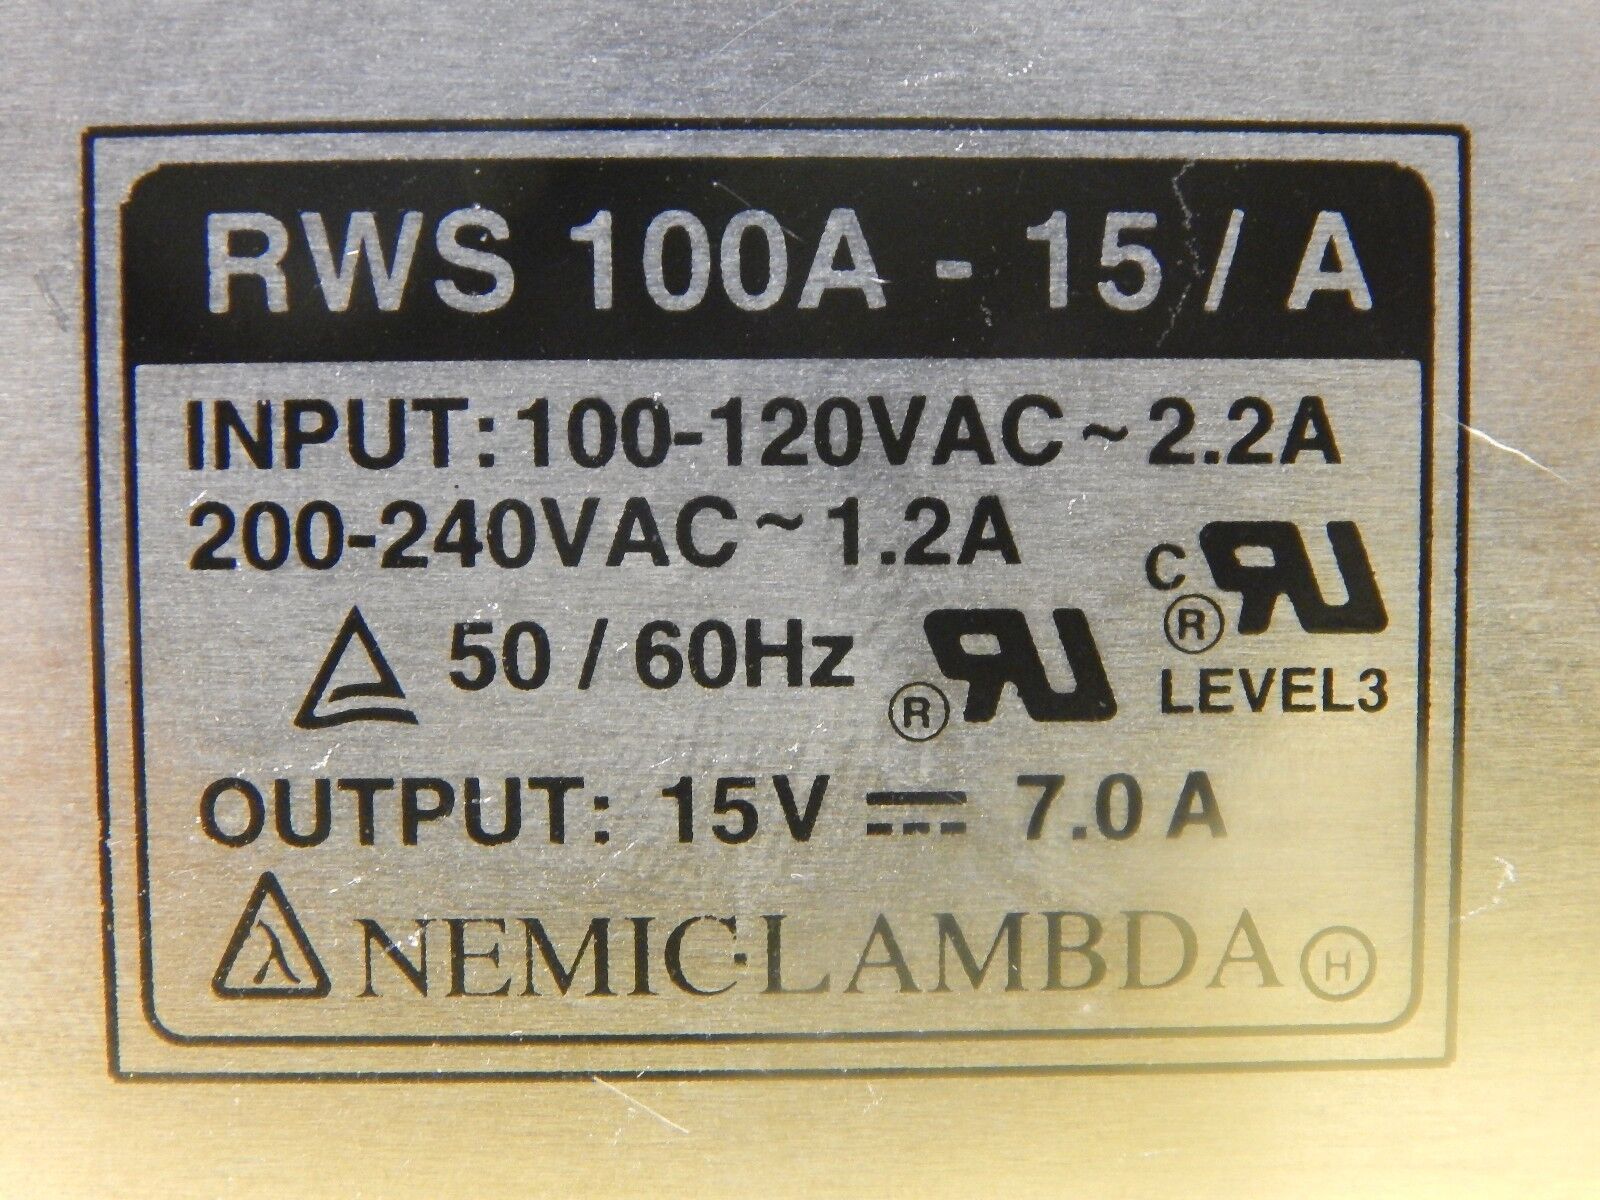 RWS 100A - 15 / A
INPUT: 100-120VAC ~ 2.2A
200-240VAC ~ 1.2A
50 / 60Hz
C
®
®
LEVEL3
OUTPUT: 15V ⎓ 7.0 A
λ NEMIC·LAMBDA Ⓗ